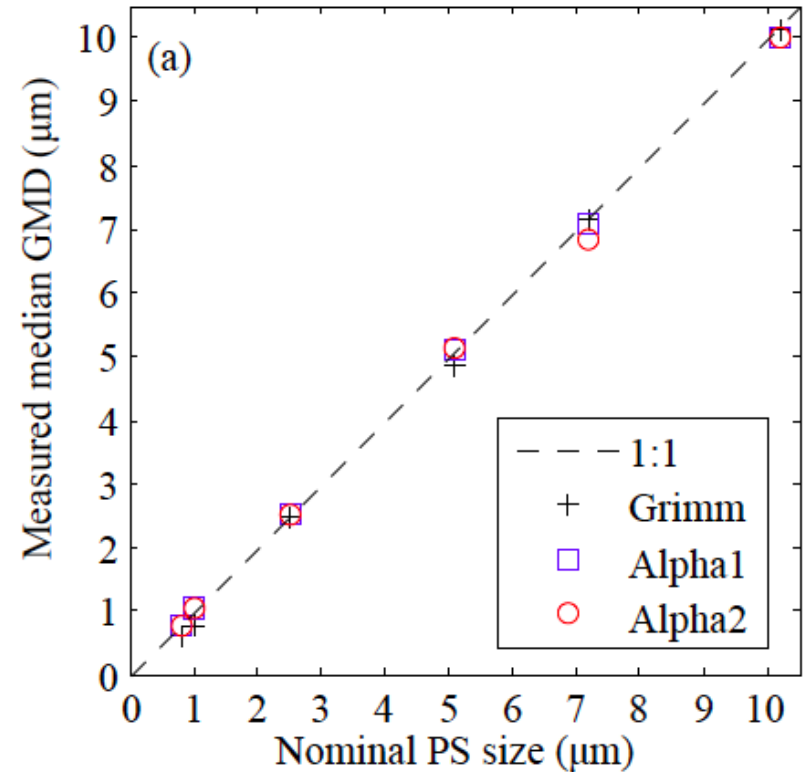 (a)
Measured median GMD (μm)
10
9
8
7
6
5
4
3
2
1
0
1:1
Grimm
Alpha1
Alpha2
0 1 2 3 4 5 6 7 8 9 10
Nominal PS size (μm)